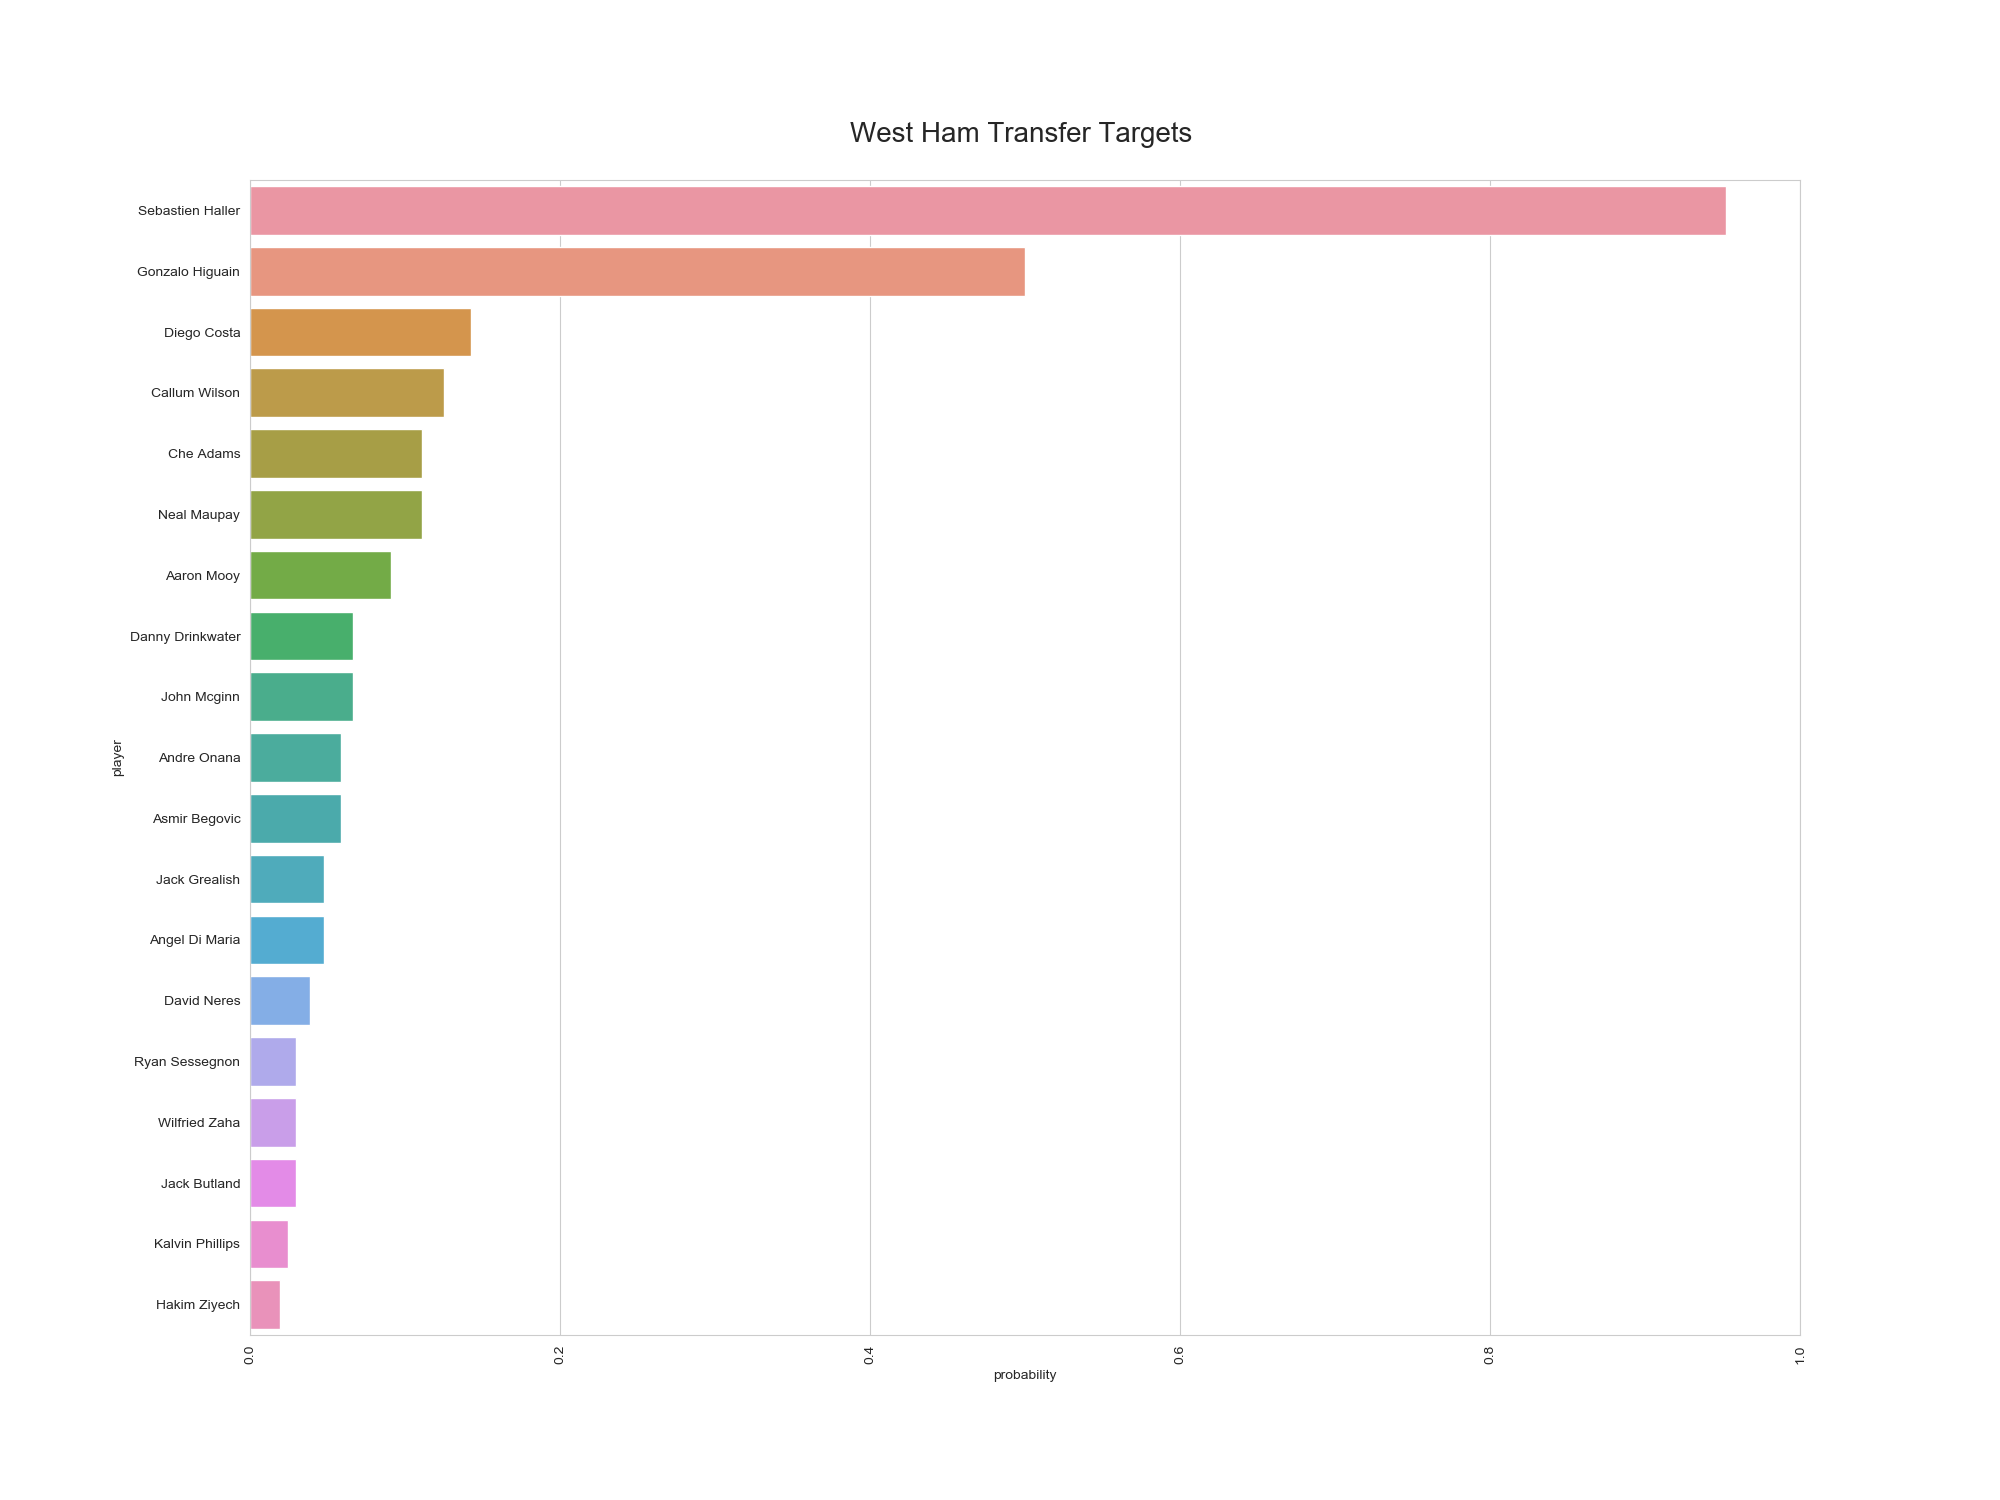 West Ham Transfer Targets
Sebastien Haller
Gonzalo Higuain
Diego Costa
Callum Wilson
Che Adams
Neal Maupay
Aaron Mooy
Danny Drinkwater
John Mcginn
Andre Onana
Asmir Begovic
Jack Grealish
Angel Di Maria
David Neres
Ryan Sessegnon
Wilfried Zaha
Jack Butland
Kalvin Phillips
Hakim Ziyech
player
0.0 0.2 0.4 0.6 0.8 1.0
probability